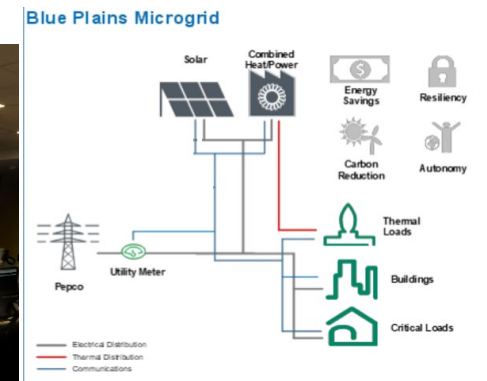 Blue Plains Microgrid
Solar
Combined
Heat/Power
Energy
Savings
Resiliency
Carbon
Reduction
Autonomy
Thermal
Loads
Pepco
Utility Meter
Buildings
Critical Loads
Electrical Distribution
Thermal Distribution
Communications